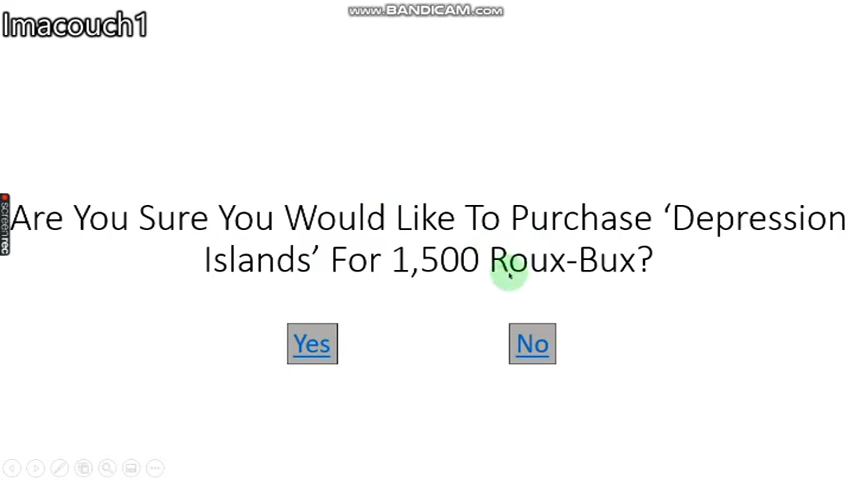 Imacouch1
WWW.BANDICAM.COM
screenrec
Are You Sure You Would Like To Purchase ‘Depression
Islands’ For 1,500 Roux-Bux?
Yes
No